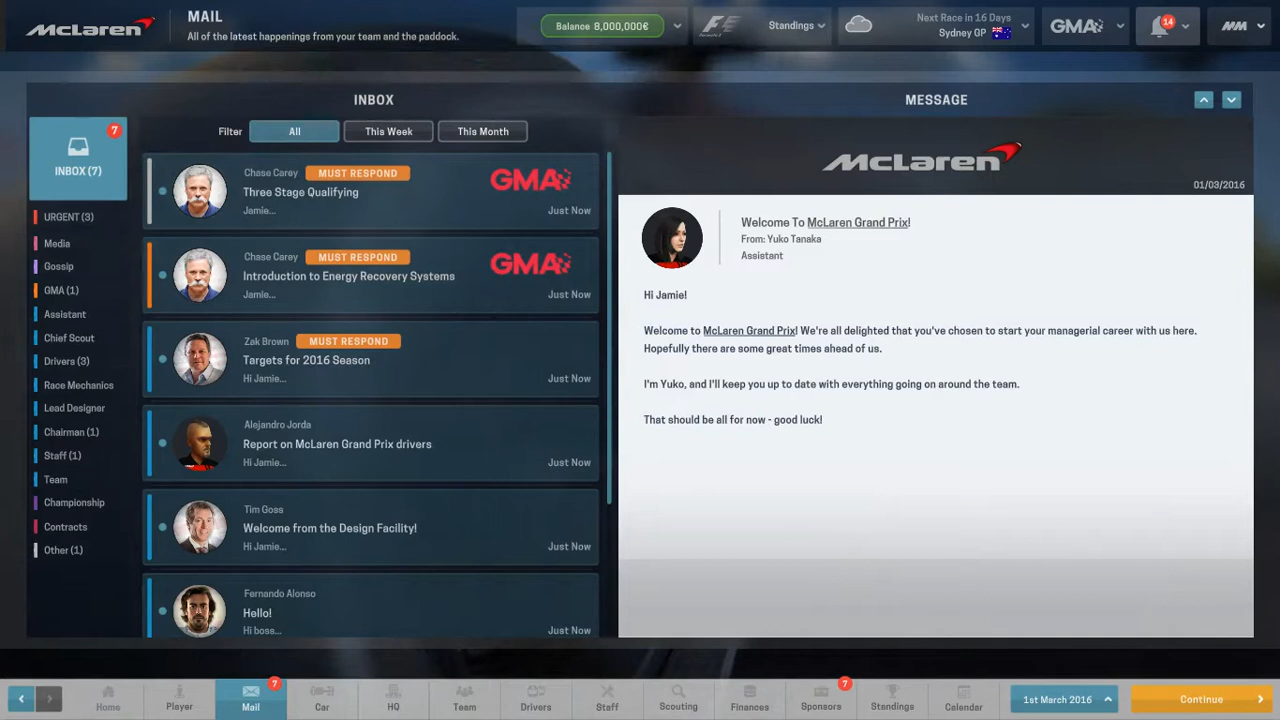 McLaren
MAIL
All of the latest happenings from your team and the paddock.
Balance 8,000,000€
Standings
Next Race in 16 Days
Sydney GP
GMA
14
INBOX
MESSAGE
7
INBOX (7)
Filter
All
This Week
This Month
URGENT (3)
Media
Gossip
GMA (1)
Assistant
Chief Scout
Drivers (3)
Race Mechanics
Lead Designer
Chairman (1)
Staff (1)
Team
Championship
Contracts
Other (1)
Chase Carey MUST RESPOND
Three Stage Qualifying
Jamie...
GMA
Just Now
Chase Carey MUST RESPOND
Introduction to Energy Recovery Systems
Jamie...
GMA
Just Now
Zak Brown MUST RESPOND
Targets for 2016 Season
Hi Jamie...
Just Now
Alejandro Jorda
Report on McLaren Grand Prix drivers
Hi Jamie...
Just Now
Tim Goss
Welcome from the Design Facility!
Hi Jamie...
Just Now
Fernando Alonso
Hello!
Hi boss...
Just Now
McLaren
01/03/2016
Welcome To McLaren Grand Prix!
From: Yuko Tanaka
Assistant
Hi Jamie!
Welcome to McLaren Grand Prix! We're all delighted that you've chosen to start your managerial career with us here.
Hopefully there are some great times ahead of us.
I'm Yuko, and I'll keep you up to date with everything going on around the team.
That should be all for now - good luck!
Home
Player
7
Mail
Car
HQ
Team
Drivers
Staff
Scouting
Finances
7
Sponsors
Standings
Calendar
1st March 2016
Continue